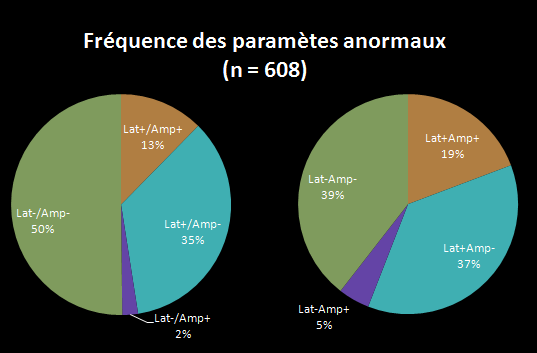 Fréquence des paramètes anormaux
(n = 608)
Lat+/Amp+
13%
Lat+/Amp-
35%
Lat-/Amp+
2%
Lat-/Amp-
50%
Lat+Amp+
19%
Lat+Amp-
37%
Lat-Amp+
5%
Lat-Amp-
39%